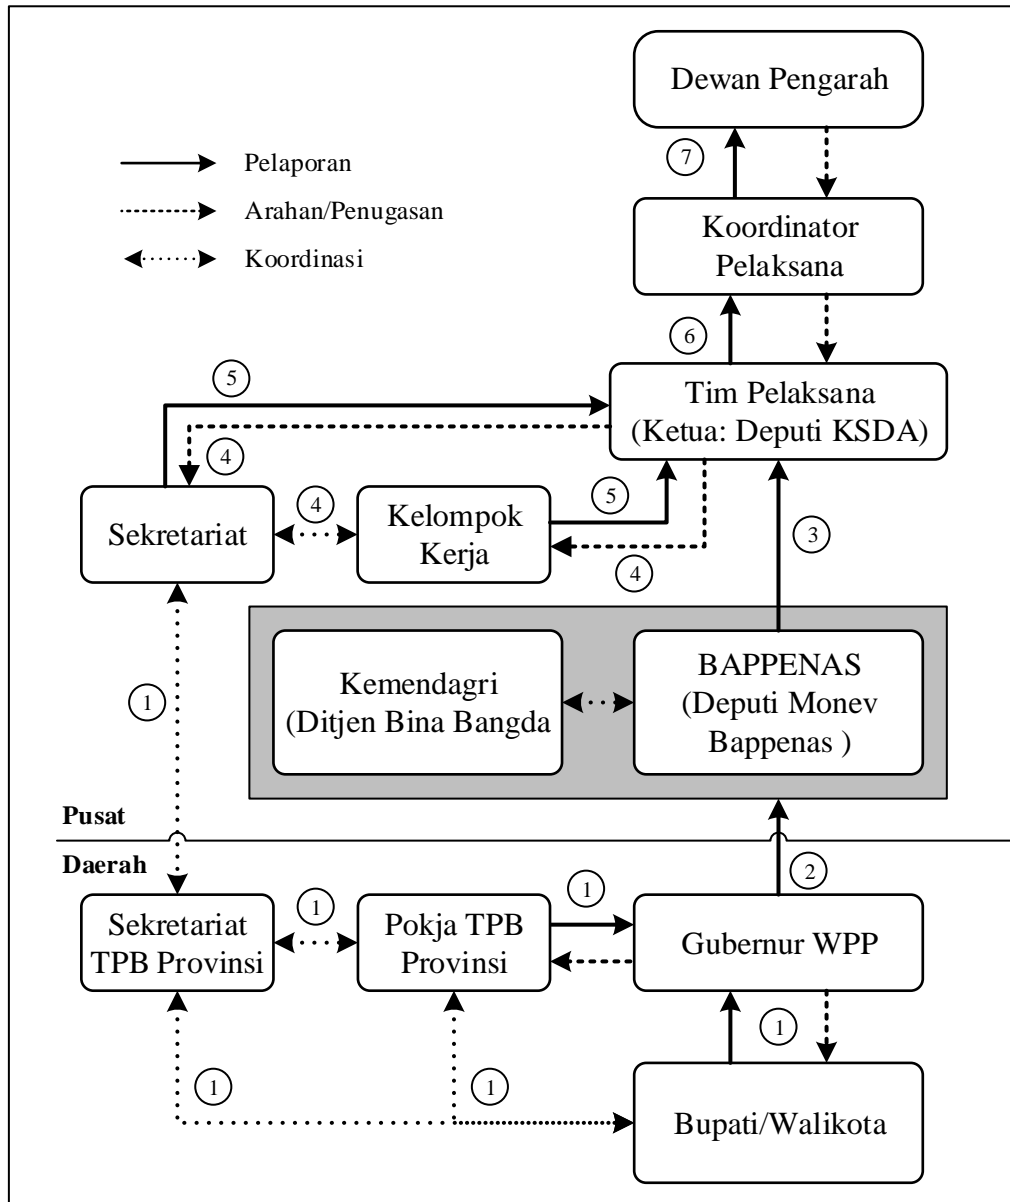 Dewan Pengarah
7
Pelaporan
Arahan/Penugasan
Koordinasi
Koordinator
Pelaksana
6
5
Tim Pelaksana
(Ketua: Deputi KSDA)
4
Sekretariat
4
Kelompok
Kerja
5
4
3
1
Kemendagri
(Ditjen Bina Bangda
BAPPENAS
(Deputi Monev
Bappenas )
Pusat
Daerah
2
Sekretariat
TPB Provinsi
1
Pokja TPB
Provinsi
1
Gubernur WPP
1
1
1
Bupati/Walikota